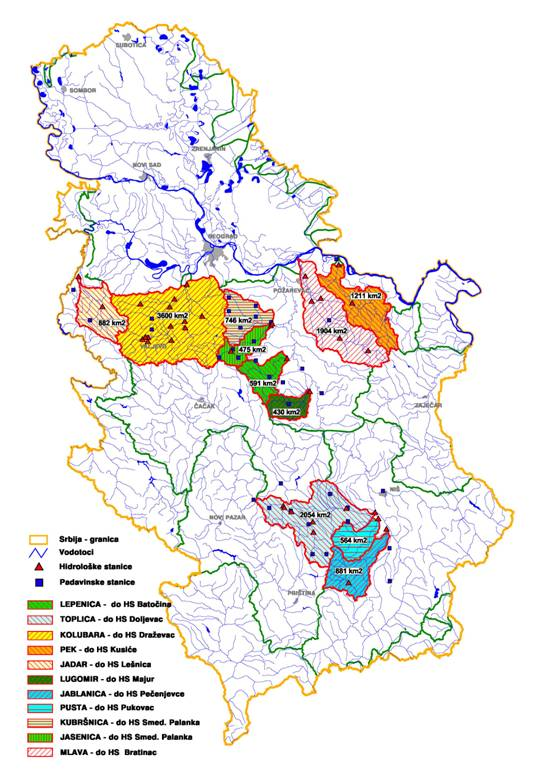 SUBOTICA
SOMBOR
ZRENJANIN
NOVI SAD
BEOGRAD
POŽAREVAC
1211 km2
682 km2
3600 km2
746 km2
1904 km2
VALJEVO
475 km2
591 km2
ČAČAK
430 km2
ZAJEČAR
NIŠ
NOVI PAZAR
2054 km2
564 km2
881 km2
PRIŠTINA
Srbija - granica
Vodotoci
Hidrološke stanice
Padavinske stanice
LEPENICA - do HS Batočina
TOPLICA - do HS Doljevac
KOLUBARA - do HS Draževac
PEK - do HS Kusiće
JADAR - do HS Lešnica
LUGOMIR - do HS Majur
JABLANICA - do HS Pečenjevce
PUSTA - do HS Pukovac
KUBRŠNICA - do HS Smed. Palanka
JASENICA - do HS Smed. Palanka
MLAVA - do HS Bratinac